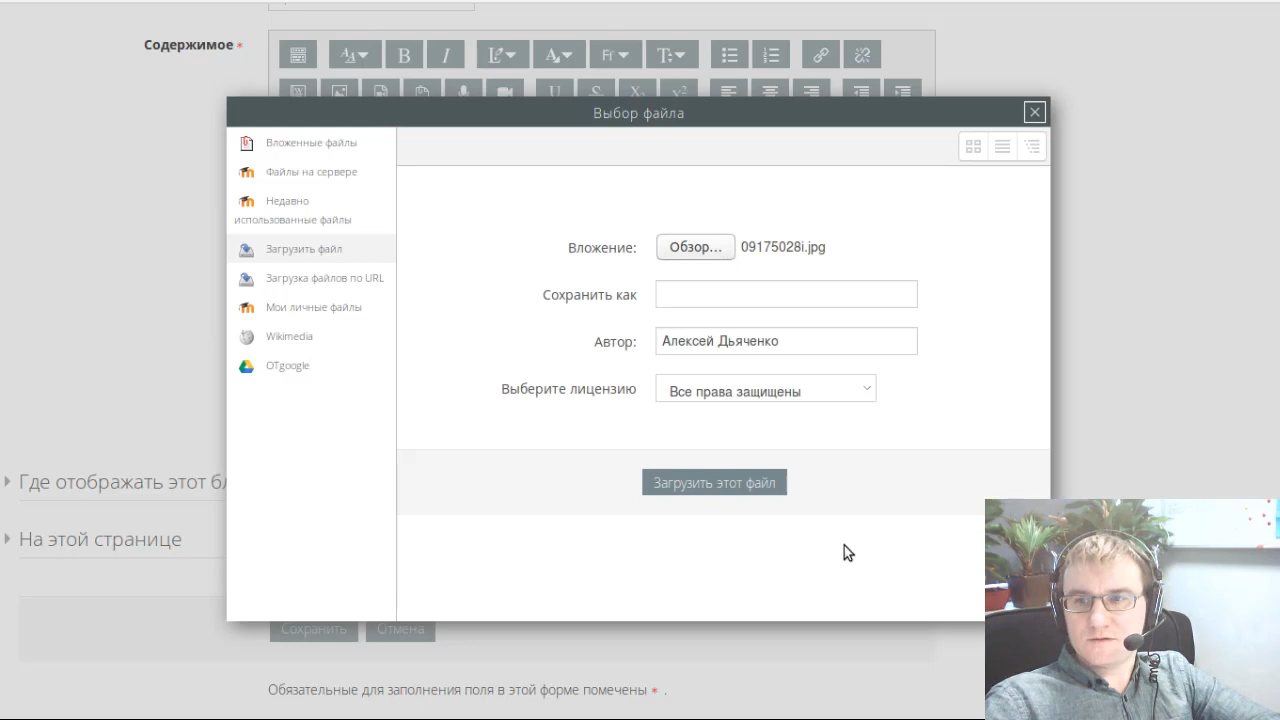 Содержимое *
Выбор файла
Вложенные файлы
Файлы на сервере
Недавно
использованные файлы
Загрузить файл
Загрузка файлов по URL
Мои личные файлы
Wikimedia
OTgoogle
Вложение: Обзор... 09175028i.jpg
Сохранить как
Автор: Алексей Дьяченко
Выберите лицензию Все права защищены
Загрузить этот файл
Где отображать этот бл
На этой странице
Сохранить Отмена
Обязательные для заполнения поля в этой форме помечены * .